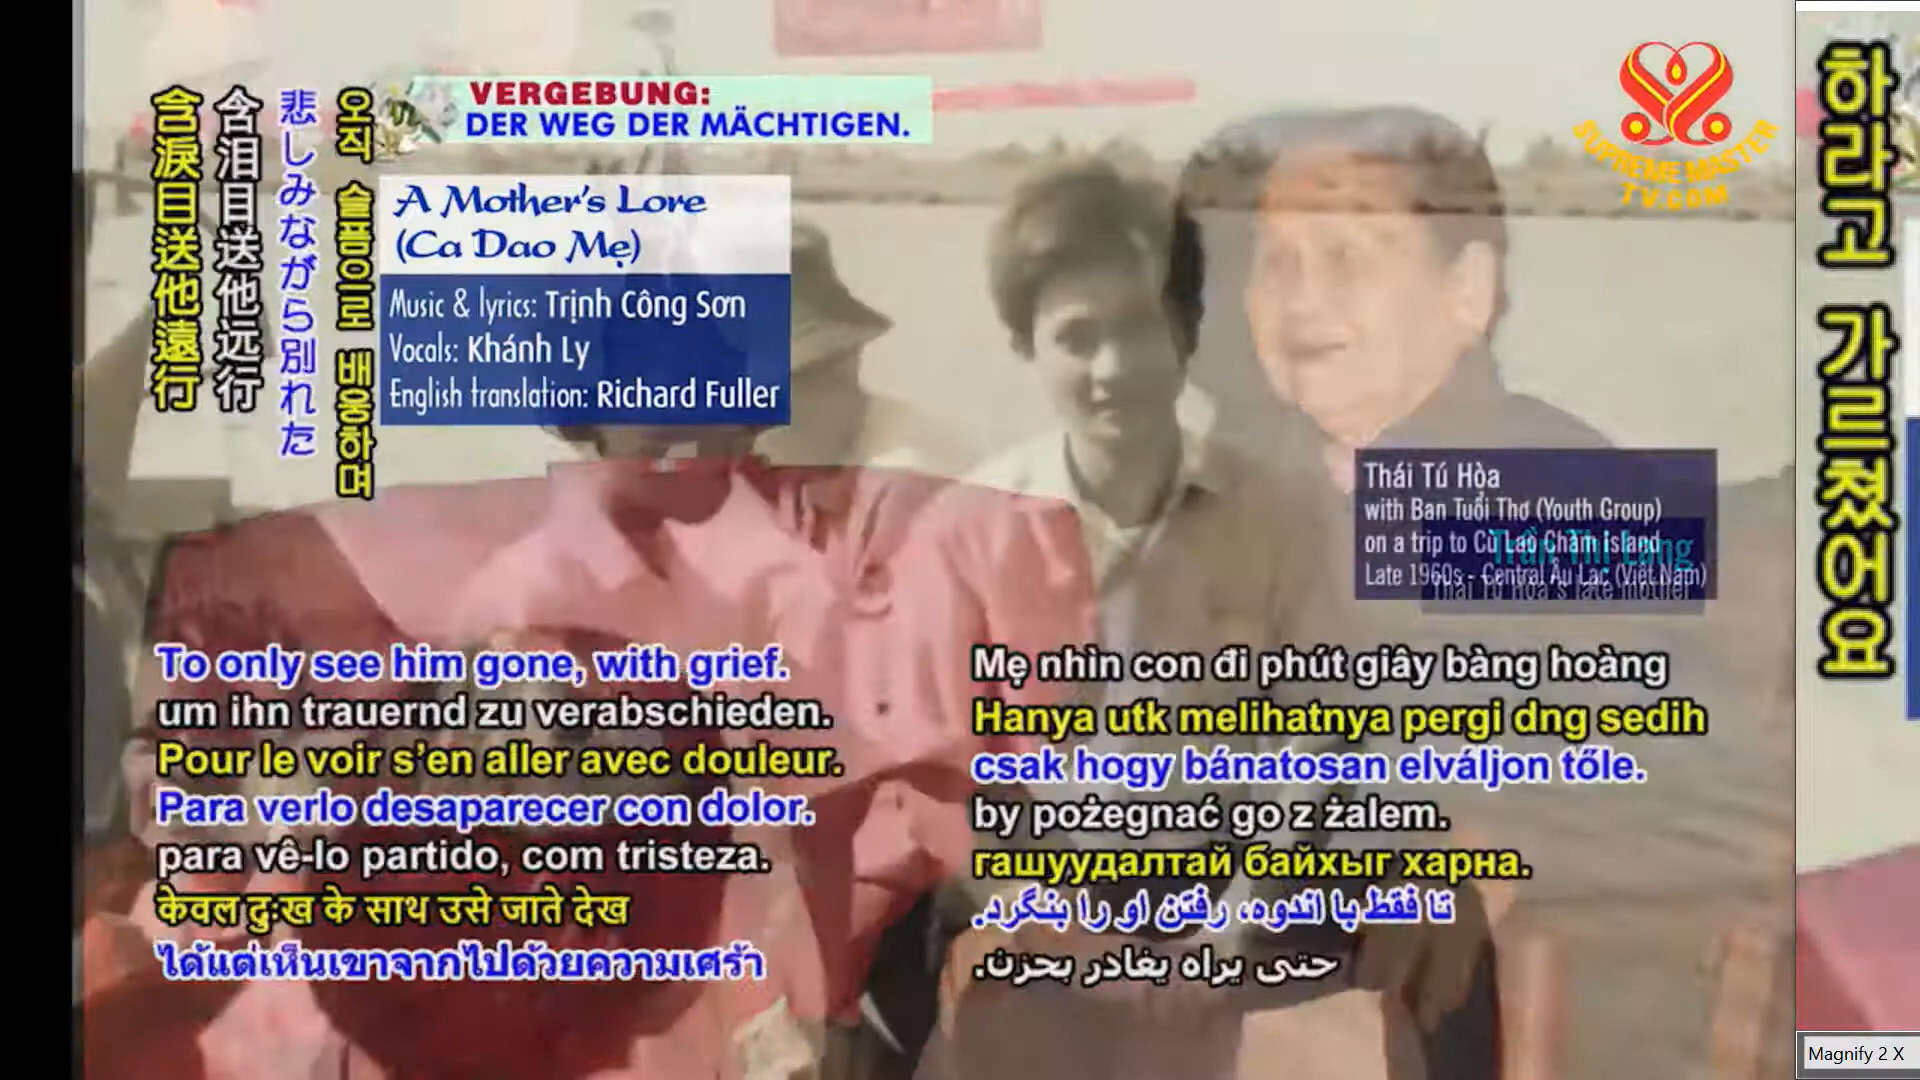 含淚目送他遠行
含泪目送他远行
悲しみながら別れた
오직 슬픔으로 배웅하며
VERGEBUNG:
DER WEG DER MÄCHTIGEN.
A Mother's Lore
(Ca Dao Mẹ)
Music & lyrics: Trịnh Công Sơn
Vocals: Khánh Ly
English translation: Richard Fuller
SUPREME MASTER
TV.COM
Thái Tú Hòa
with Ban Tuổi Thơ (Youth Group)
on a trip to Cù Lao Chàm island
Late 1960s - Central Âu Lạc (Việt Nam)
Trần Thị Lang
Thái Tú Hòa's late mother
To only see him gone, with grief.
um ihn trauernd zu verabschieden.
Pour le voir s'en aller avec douleur.
Para verlo desaparecer con dolor.
para vê-lo partido, com tristeza.
केवल दुःख के साथ उसे जाते देख
ได้แต่เห็นเขาจากไปด้วยความเศร้า
Mẹ nhìn con đi phút giây bàng hoàng
Hanya utk melihatnya pergi dng sedih
csak hogy bánatosan elváljon tőle.
by pożegnać go z żalem.
гашуудалтай байхыг харна.
تا فقط با اندوه، رفتن او را بنگرد.
حتى يراه يغادر بحزن.
하라고 가르쳤어요
Magnify 2 X